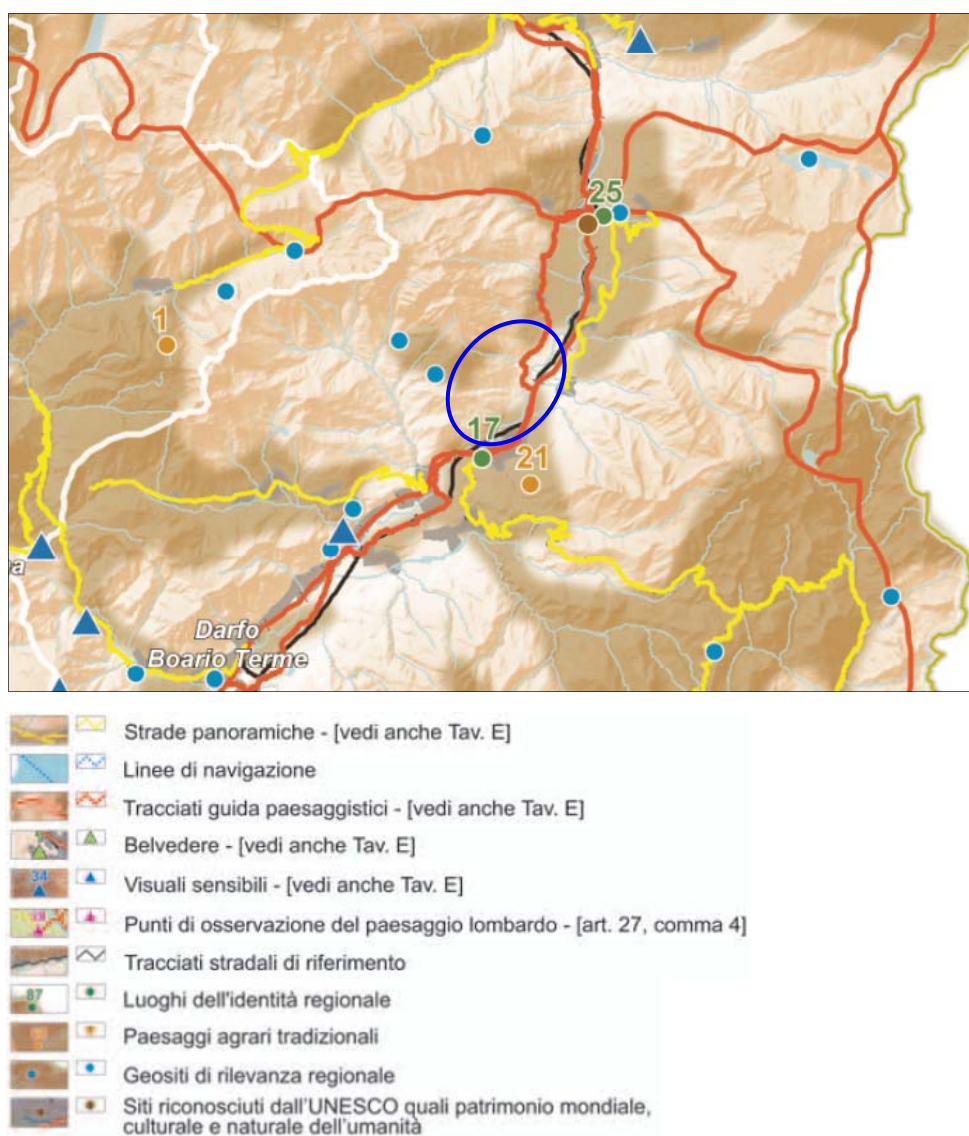 25
1
17
21
a
Darfo
Boario Terme
Strade panoramiche - [vedi anche Tav. E]
Linee di navigazione
Tracciati guida paesaggistici - [vedi anche Tav. E]
Belvedere - [vedi anche Tav. E]
34
Visuali sensibili - [vedi anche Tav. E]
Punti di osservazione del paesaggio lombardo - [art. 27, comma 4]
Tracciati stradali di riferimento
87
Luoghi dell'identità regionale
Paesaggi agrari tradizionali
Geositi di rilevanza regionale
Siti riconosciuti dall'UNESCO quali patrimonio mondiale,
culturale e naturale dell'umanità